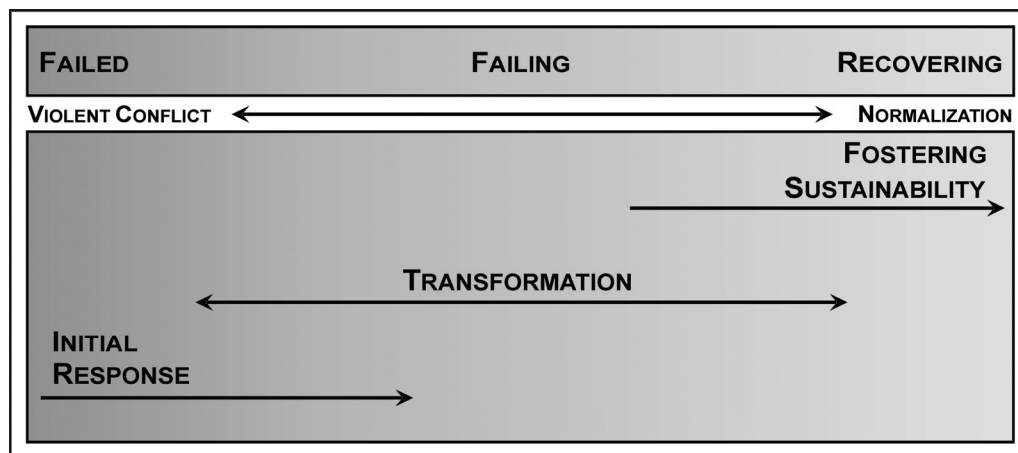 FAILED FAILING RECOVERING
VIOLENT CONFLICT NORMALIZATION
FOSTERING
SUSTAINABILITY
TRANSFORMATION
INITIAL
RESPONSE